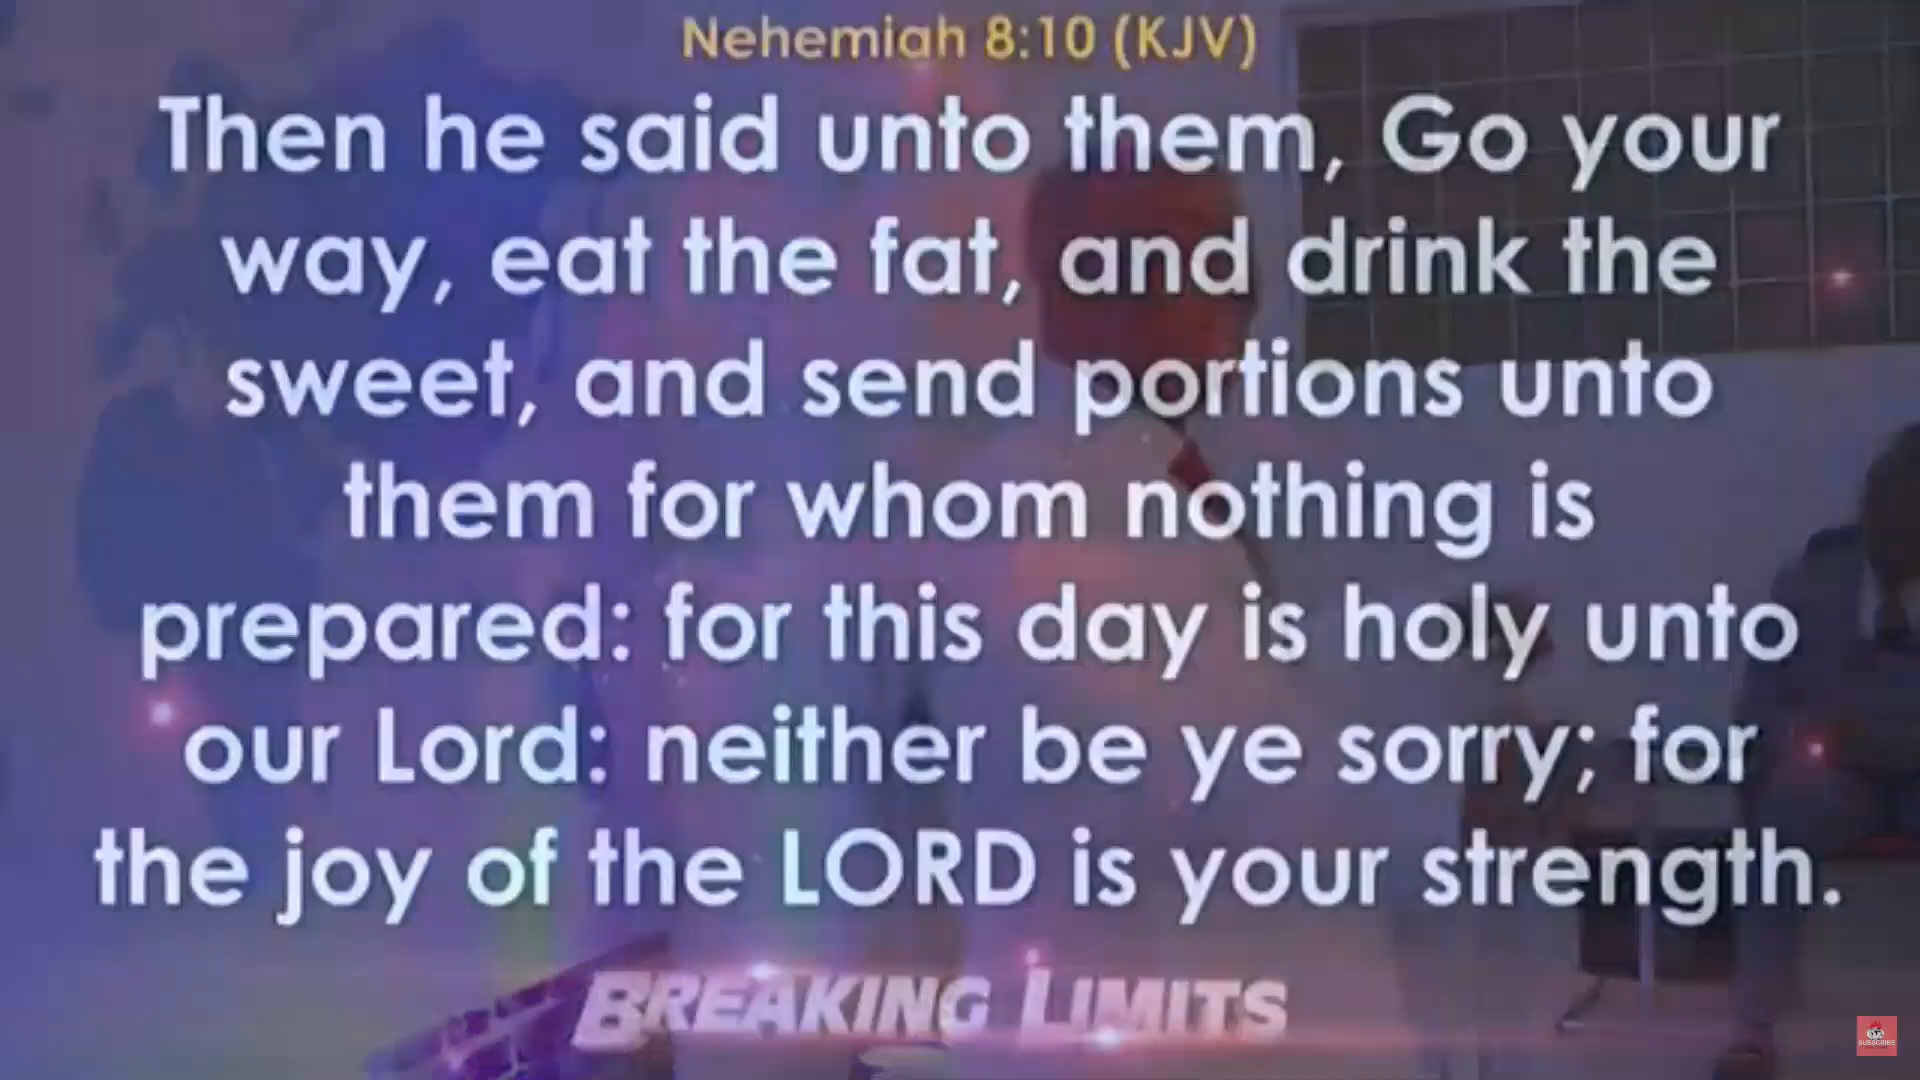 Nehemiah 8:10 (KJV)
Then he said unto them, Go your
way, eat the fat, and drink the
sweet, and send portions unto
them for whom nothing is
prepared: for this day is holy unto
our Lord: neither be ye sorry; for
the joy of the LORD is your strength.
BREAKING LIMITS
SUBSCRIBE